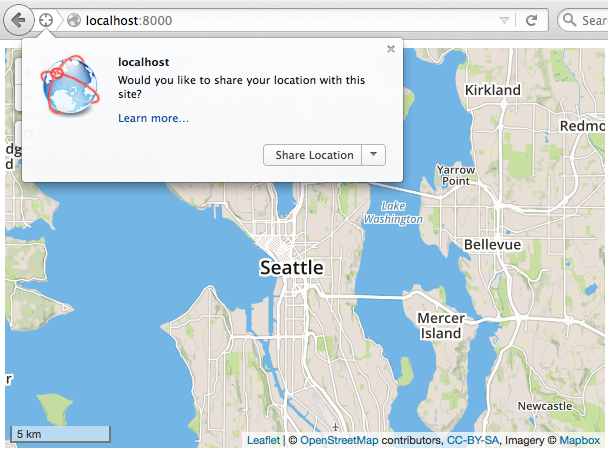 localhost:8000
Sear
localhost
Would you like to share your location with this
site?
Learn more…
Share Location
Kirkland
Redmo
d
Yarrow
Point
Lake
Washington
Bellevue
Seattle
Mercer
Island
r
Newcastle
5 km
Leaflet | © OpenStreetMap contributors, CC-BY-SA, Imagery © Mapbox